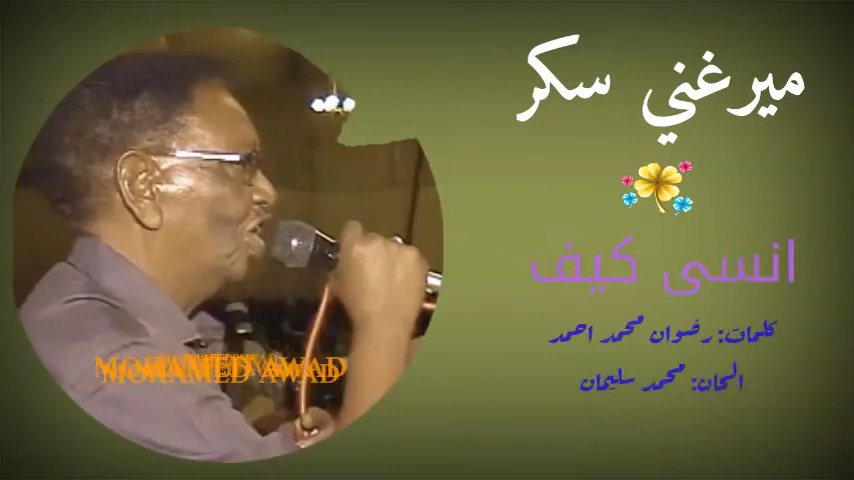 ميرغني سكر
انسى كيف
كلمات: رضوان محمد احمد
الحان: محمد سليمان
MOHAMED AWAD